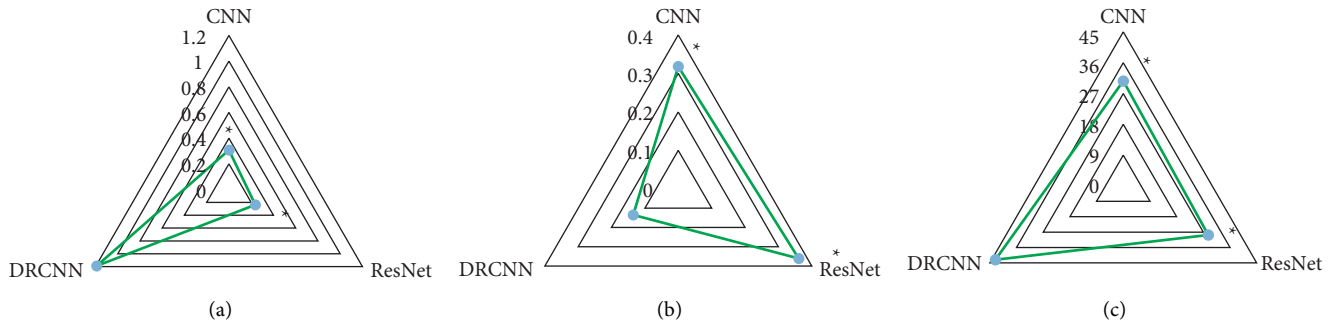 CNN
1.2
1
0.8
0.6
0.4
0.2
0
*
*
DRCNN
ResNet
(a)
CNN
0.4
0.3
0.2
0.1
0
*
*
DRCNN
ResNet
(b)
CNN
45
36
27
18
9
0
*
*
DRCNN
ResNet
(c)